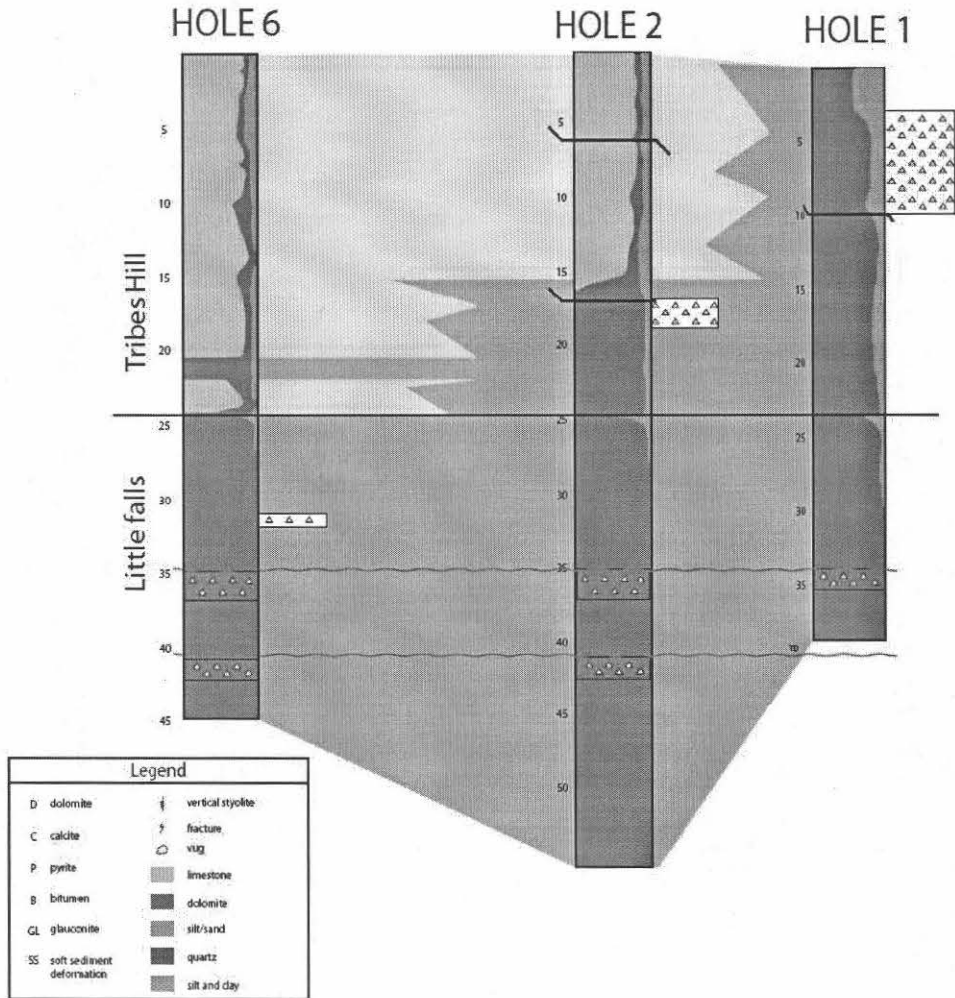 HOLE 6
HOLE 2
HOLE 1
5
10
15
20
25
30
35
40
45
5
10
15
20
25
30
35
40
45
50
5
10
15
20
25
30
35
Tribes Hill
Little falls
Legend
D dolomite
C calcite
P pyrite
B bitumen
GL glauconite
SS soft sediment
deformation
vertical styolite
fracture
vug
limestone
dolomite
silt/sand
quartz
silt and clay